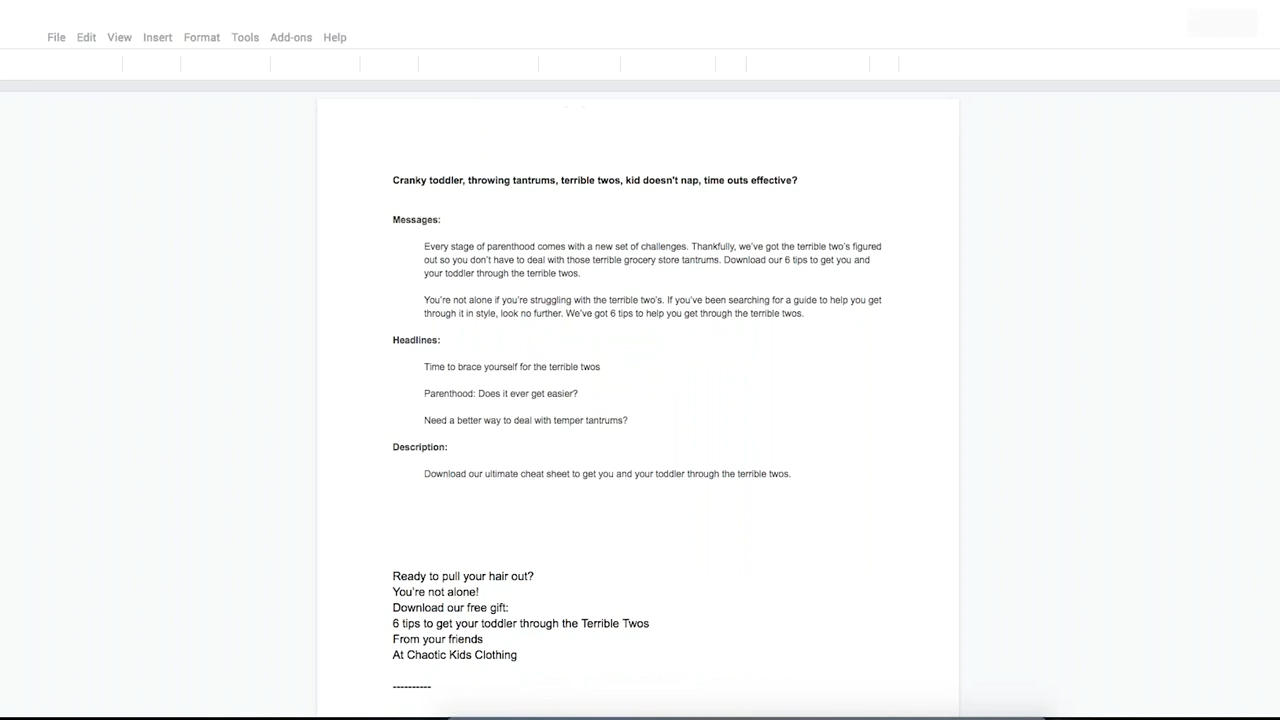 File Edit View Insert Format Tools Add-ons Help
Cranky toddler, throwing tantrums, terrible twos, kid doesn't nap, time outs effective?
Messages:
Every stage of parenthood comes with a new set of challenges. Thankfully, we've got the terrible two's figured
out so you don't have to deal with those terrible grocery store tantrums. Download our 6 tips to get you and
your toddler through the terrible twos.
You're not alone if you're struggling with the terrible two's. If you've been searching for a guide to help you get
through it in style, look no further. We've got 6 tips to help you get through the terrible twos.
Headlines:
Time to brace yourself for the terrible twos
Parenthood: Does it ever get easier?
Need a better way to deal with temper tantrums?
Description:
Download our ultimate cheat sheet to get you and your toddler through the terrible twos.
Ready to pull your hair out?
You're not alone!
Download our free gift:
6 tips to get your toddler through the Terrible Twos
From your friends
At Chaotic Kids Clothing
----------